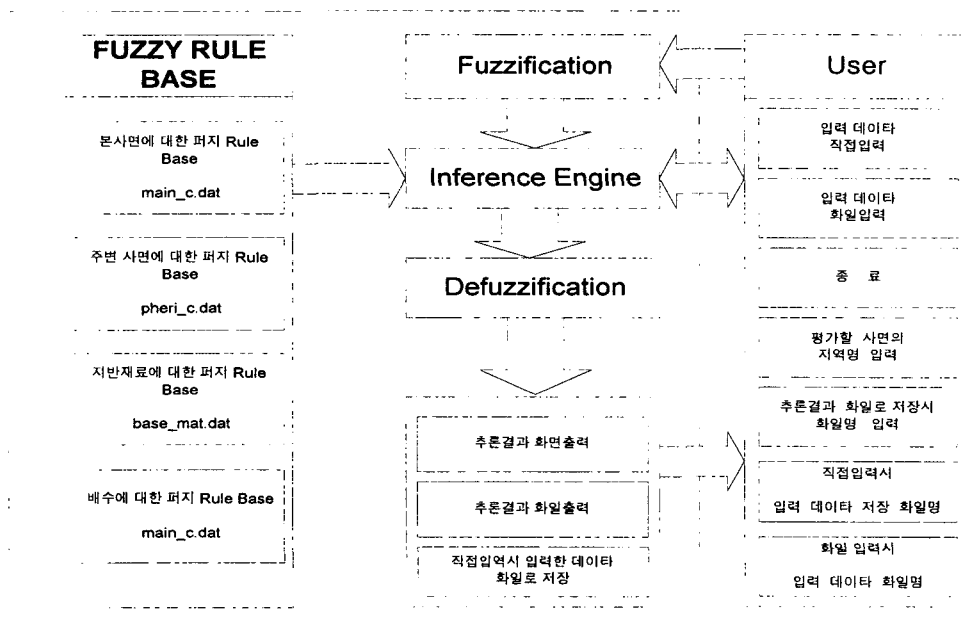 FUZZY RULE
BASE
본사면에 대한 퍼지 Rule
Base
main_c.dat
주변 사면에 대한 퍼지 Rule
Base
pheri_c.dat
지반재료에 대한 퍼지 Rule
Base
base_mat.dat
배수에 대한 퍼지 Rule Base
main_c.dat
Fuzzification
Inference Engine
Defuzzification
추론결과 화면출력
추론결과 화일출력
직접입역시 입력한 데이타
화일로 저장
User
입력 데이타
직접입력
입력 데이타
화일입력
종 료
평가할 사면의
지역명 입력
추론결과 화일로 저장시
화일명 입력
직접입력시
입력 데이타 저장 화일명
화일 입력시
입력 데이타 화일명